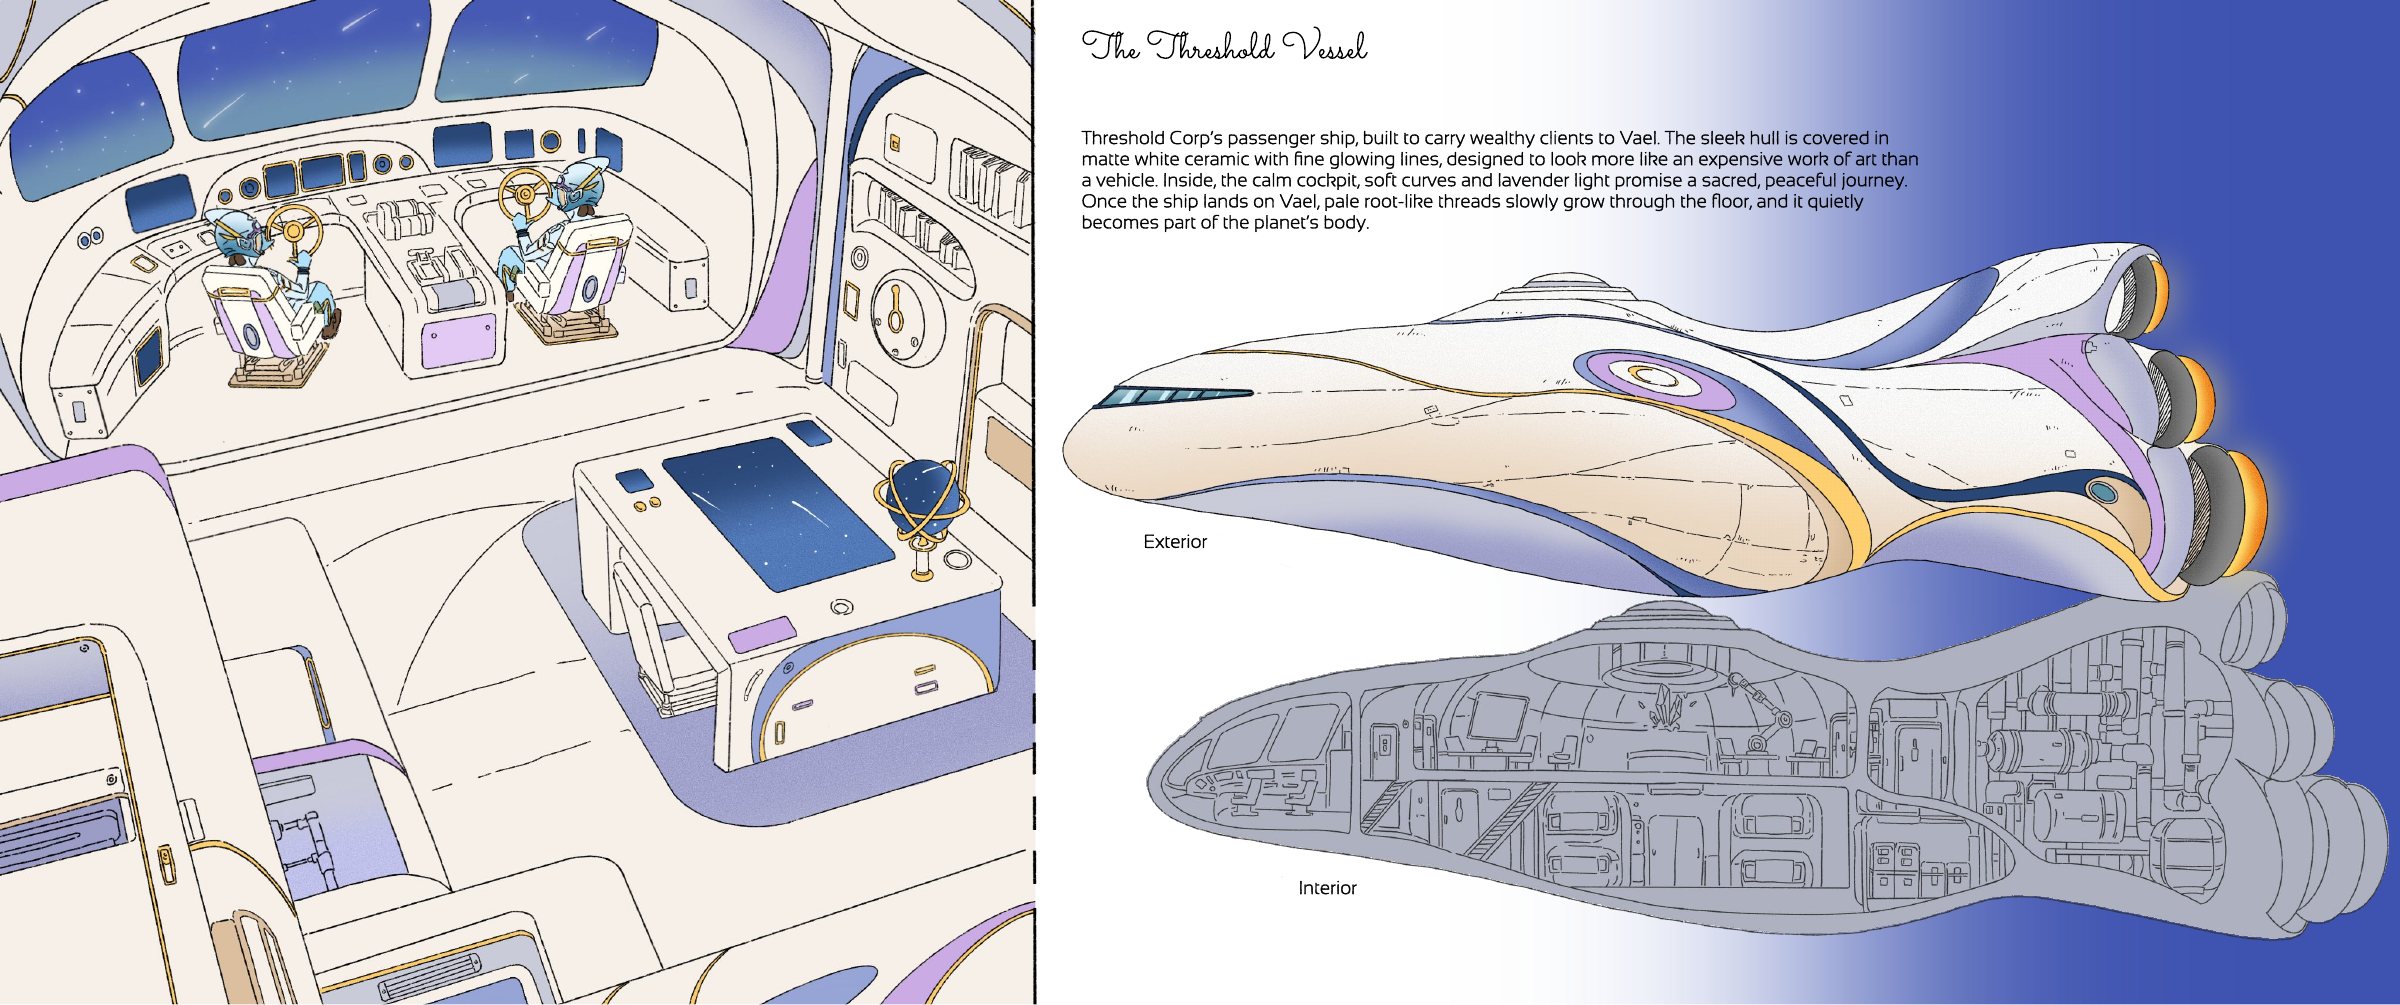 The Threshold Vessel
Threshold Corp's passenger ship, built to carry wealthy clients to Vael. The sleek hull is covered in
matte white ceramic with fine glowing lines, designed to look more like an expensive work of art than
a vehicle. Inside, the calm cockpit, soft curves and lavender light promise a sacred, peaceful journey.
Once the ship lands on Vael, pale root-like threads slowly grow through the floor, and it quietly
becomes part of the planet's body.
Exterior
Interior